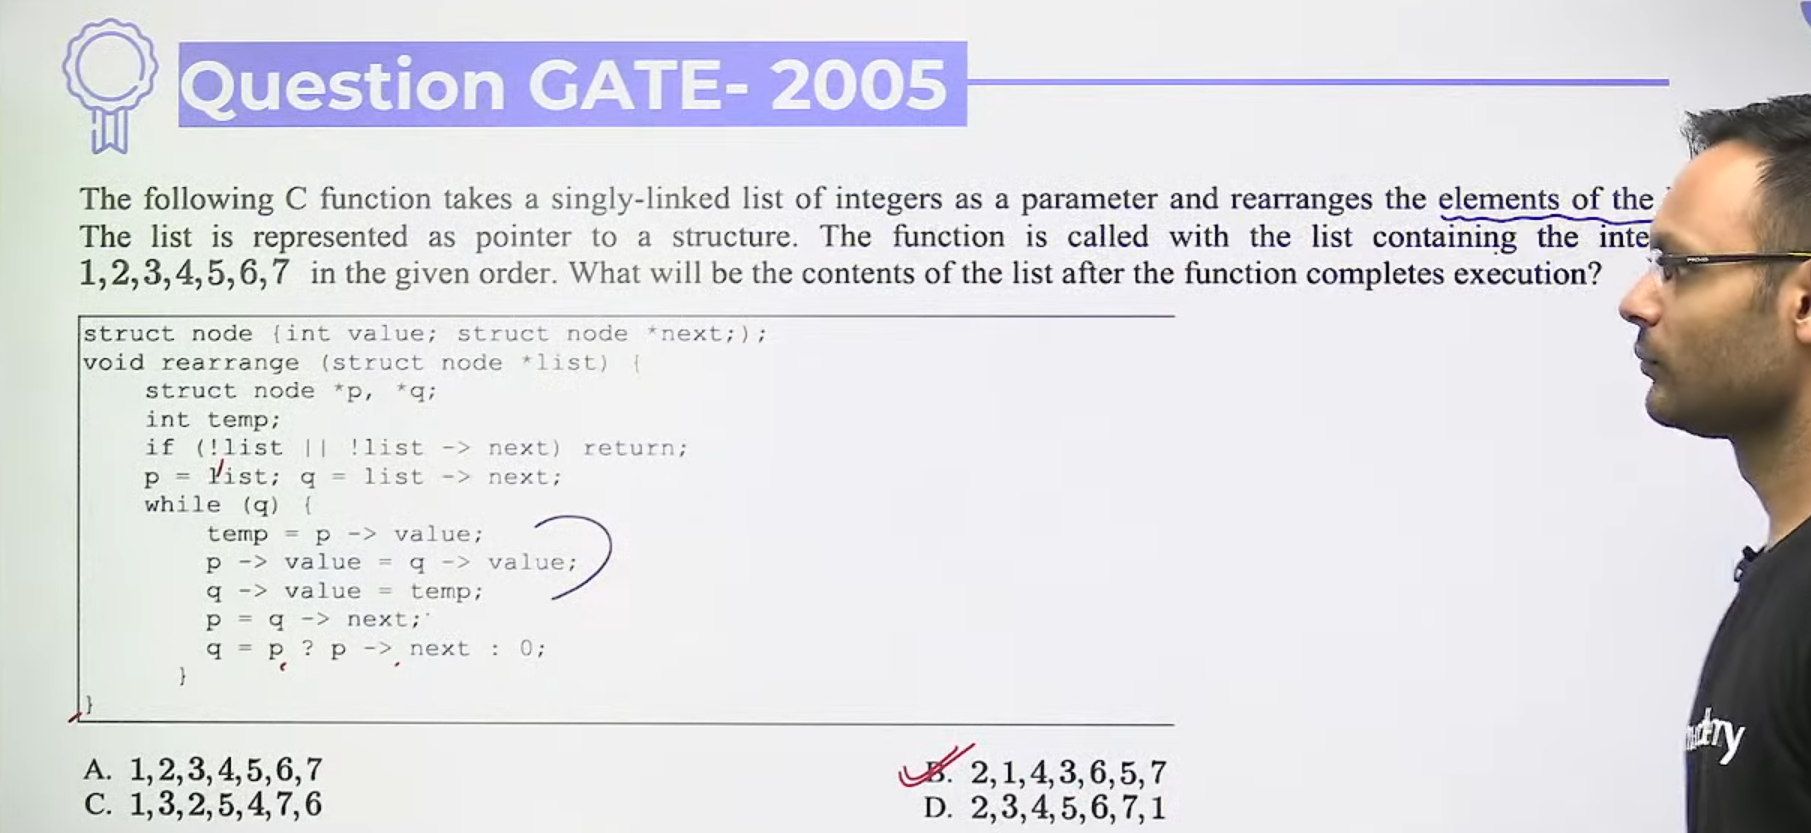 Question GATE- 2005
The following C function takes a singly-linked list of integers as a parameter and rearranges the elements of the
The list is represented as pointer to a structure. The function is called with the list containing the inte
1,2,3,4,5,6,7 in the given order. What will be the contents of the list after the function completes execution?
struct node {int value; struct node *next;);
void rearrange (struct node *list) {
struct node *p, *q;
int temp;
if (!list || !list -> next) return;
p = list; q = list -> next;
while (q) {
temp = p -> value;
p -> value = q -> value;
q -> value = temp;
p = q -> next;
q = p ? p -> next : 0;
}
}
A. 1,2,3,4,5,6,7
B. 2,1,4,3,6,5,7
C. 1,3,2,5,4,7,6
D. 2,3,4,5,6,7,1